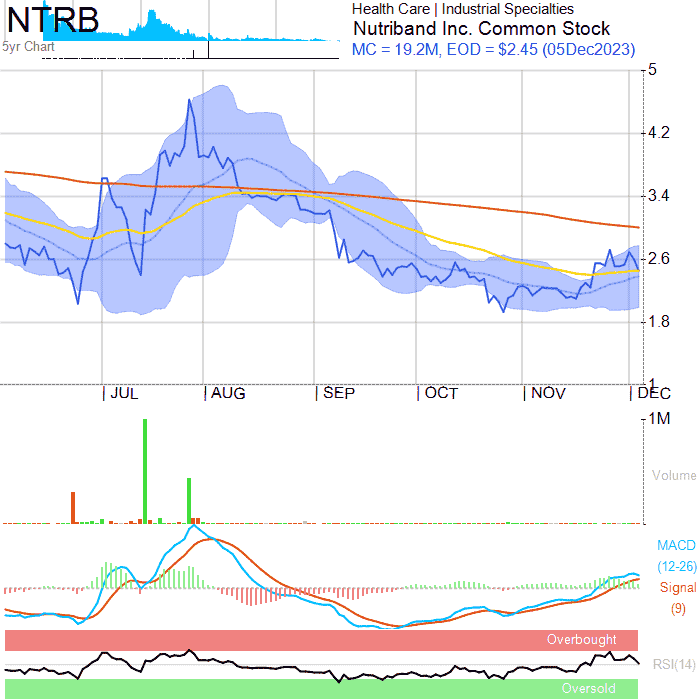 NTRB
5yr Chart
Health Care | Industrial Specialties
Nutriband Inc. Common Stock
MC = 19.2M, EOD = $2.45 (05Dec2023)
5
4.2
3.4
2.6
1.8
1
| JUL | AUG | SEP | OCT | NOV | DEC
1M
Volume
MACD
(12-26)
Signal
(9)
Overbought
RSI(14)
Oversold